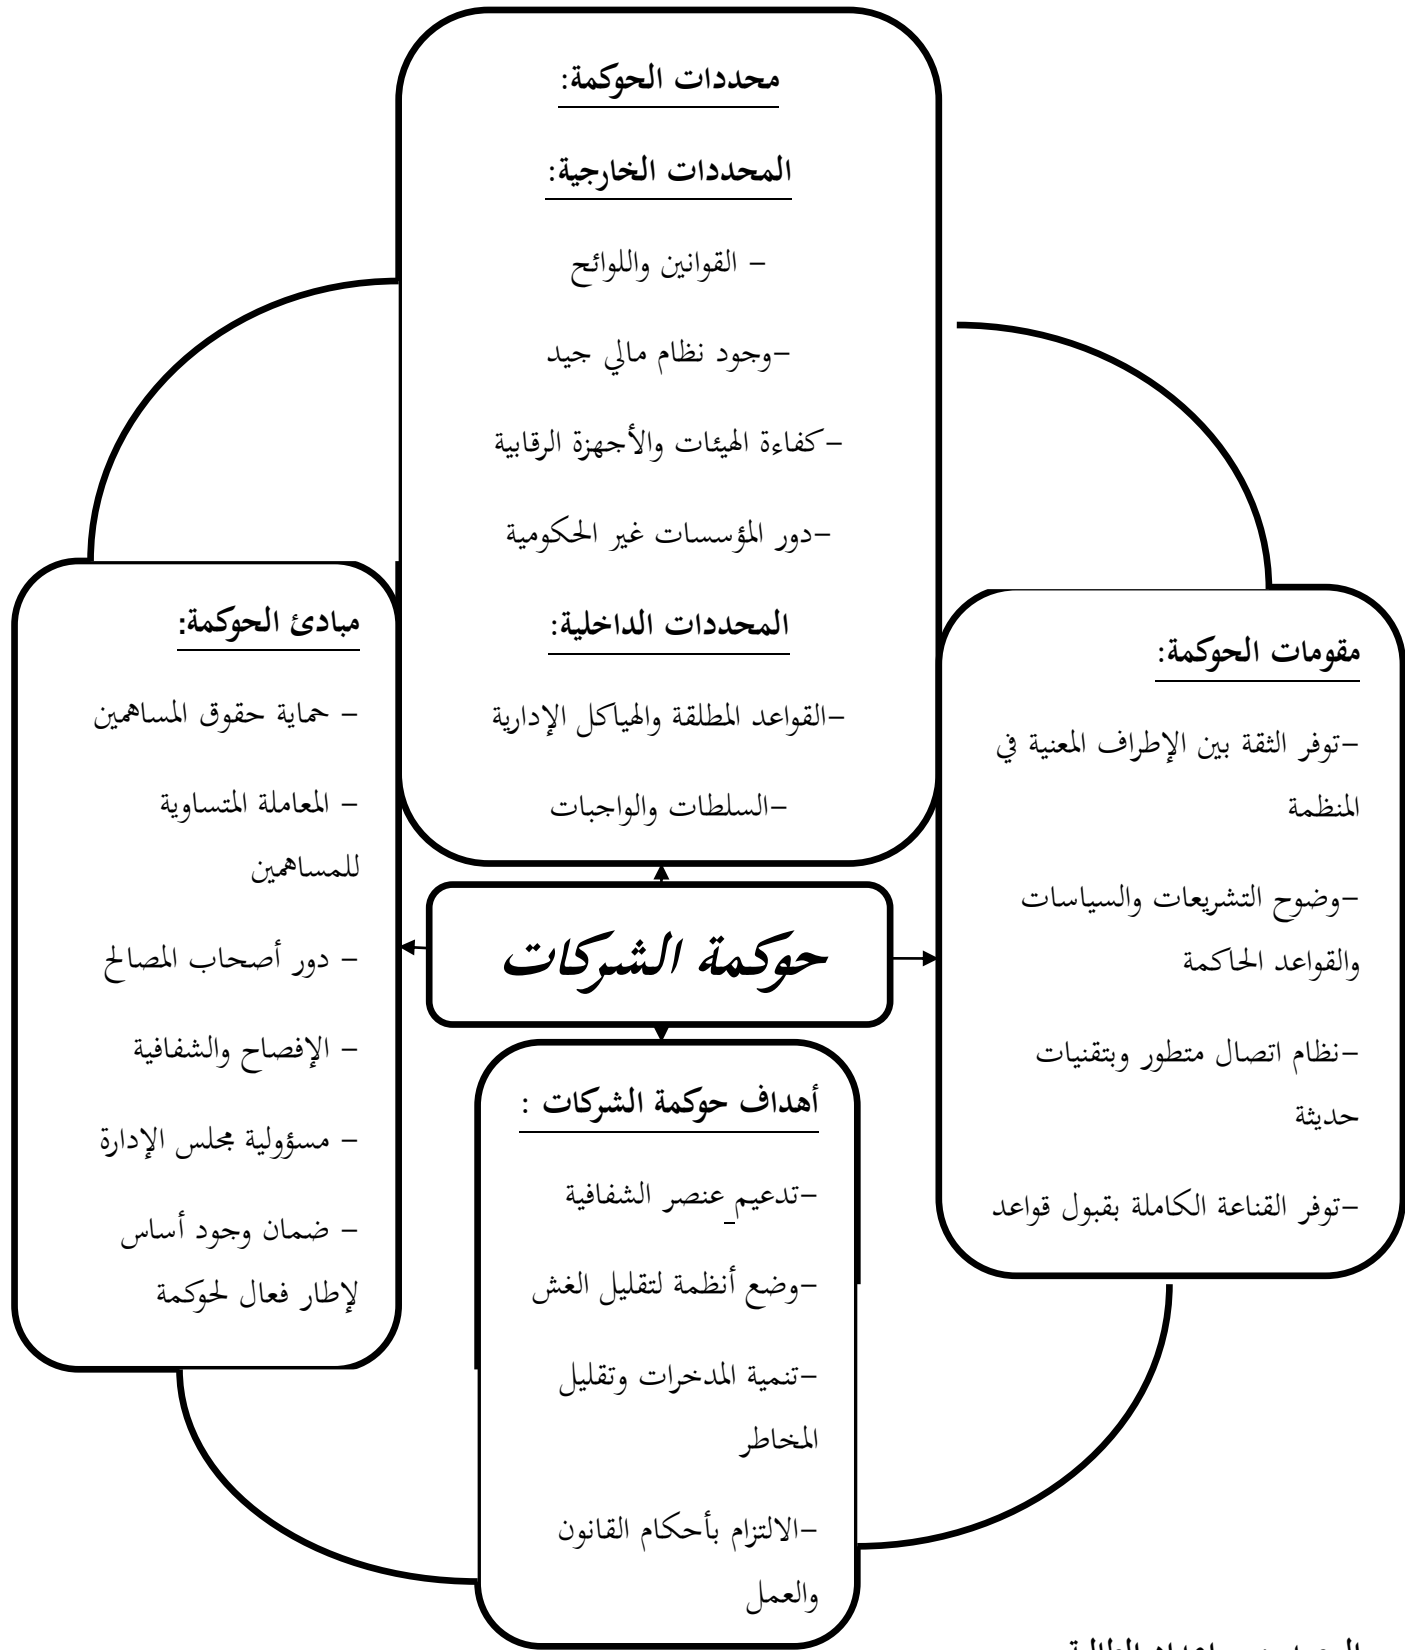 محددات الحوكمة:
المحددات الخارجية:
- القوانين واللوائح
-وجود نظام مالي جيد
-كفاءة الهيئات والأجهزة الرقابية
-دور المؤسسات غير الحكومية
المحددات الداخلية:
-القواعد المطلقة والهياكل الإدارية
-السلطات والواجبات
مقومات الحوكمة:
-توفر الثقة بين الإطراف المعنية في
المنظمة
-وضوح التشريعات والسياسات
والقواعد الحاكمة
-نظام اتصال متطور وبتقنيات
حديثة
-توفر القناعة الكاملة بقبول قواعد
حوكمة الشركات
مبادئ الحوكمة:
- حماية حقوق المساهمين
- المعاملة المتساوية
للمساهمين
- دور أصحاب المصالح
- الإفصاح والشفافية
- مسؤولية مجلس الإدارة
- ضمان وجود أساس
لإطار فعال لحوكمة
أهداف حوكمة الشركات :
-تدعيم عنصر الشفافية
-وضع أنظمة لتقليل الغش
-تنمية المدخرات وتقليل
المخاطر
-الالتزام بأحكام القانون
والعمل